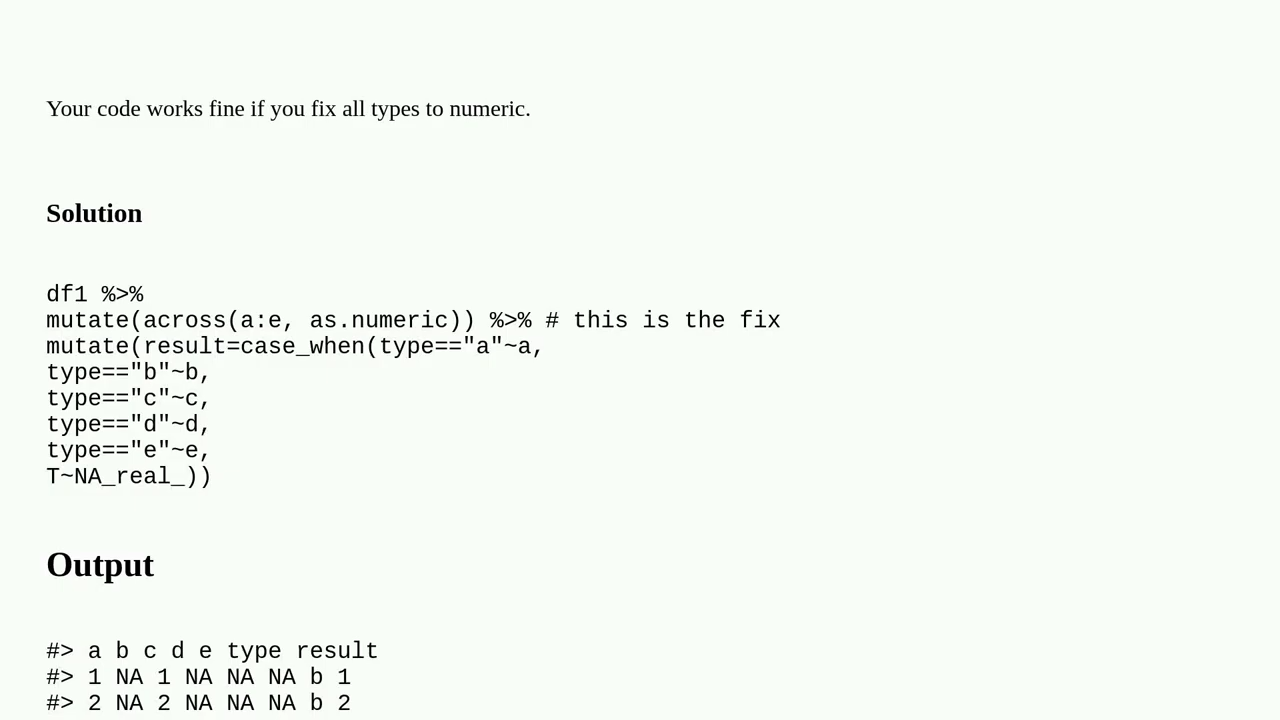 Your code works fine if you fix all types to numeric.
Solution
df1 %>%
mutate(across(a:e, as.numeric)) %>% # this is the fix
mutate(result=case_when(type=="a"~a,
type=="b"~b,
type=="c"~c,
type=="d"~d,
type=="e"~e,
T~NA_real_))
Output
#> a b c d e type result
#> 1 NA 1 NA NA NA b 1
#> 2 NA 2 NA NA NA b 2